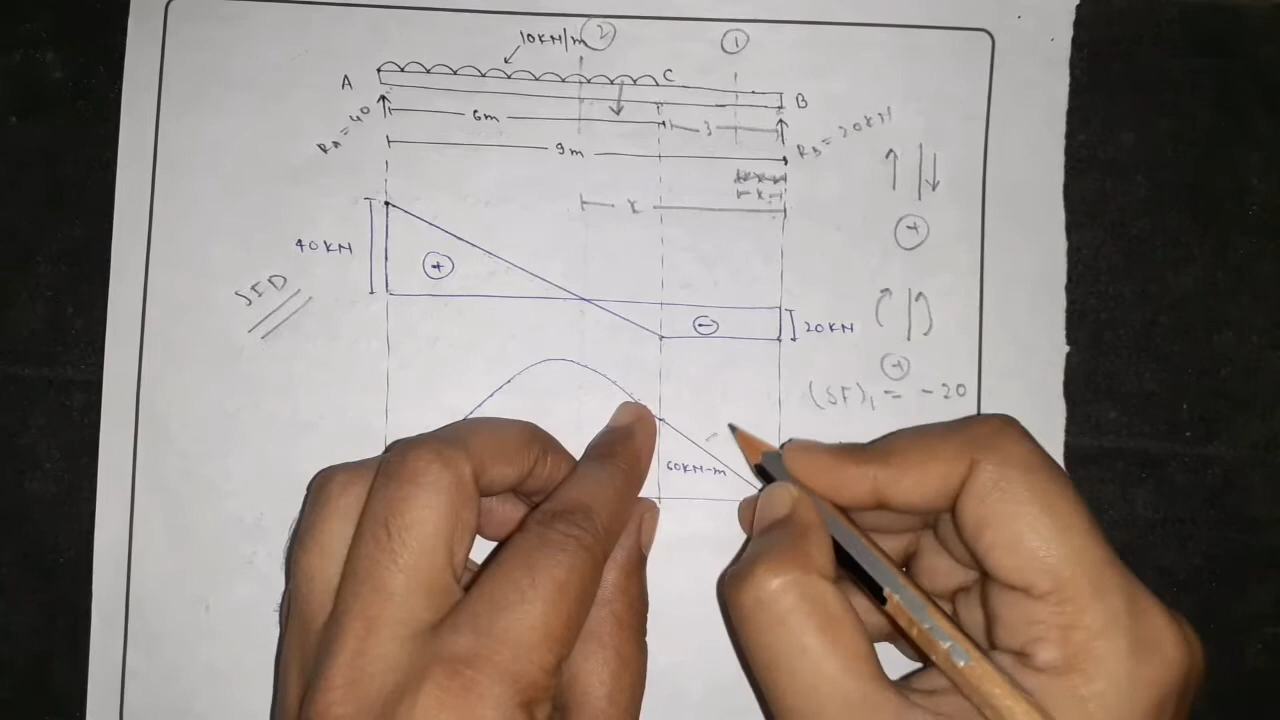 10KN/m
2
1
A
C
B
6m
3
RA = 40
RB = 20KN
9m
x
x
40KN
+
+
SFD
-
20KN
+
(SF)₁ = -20
60KN-m